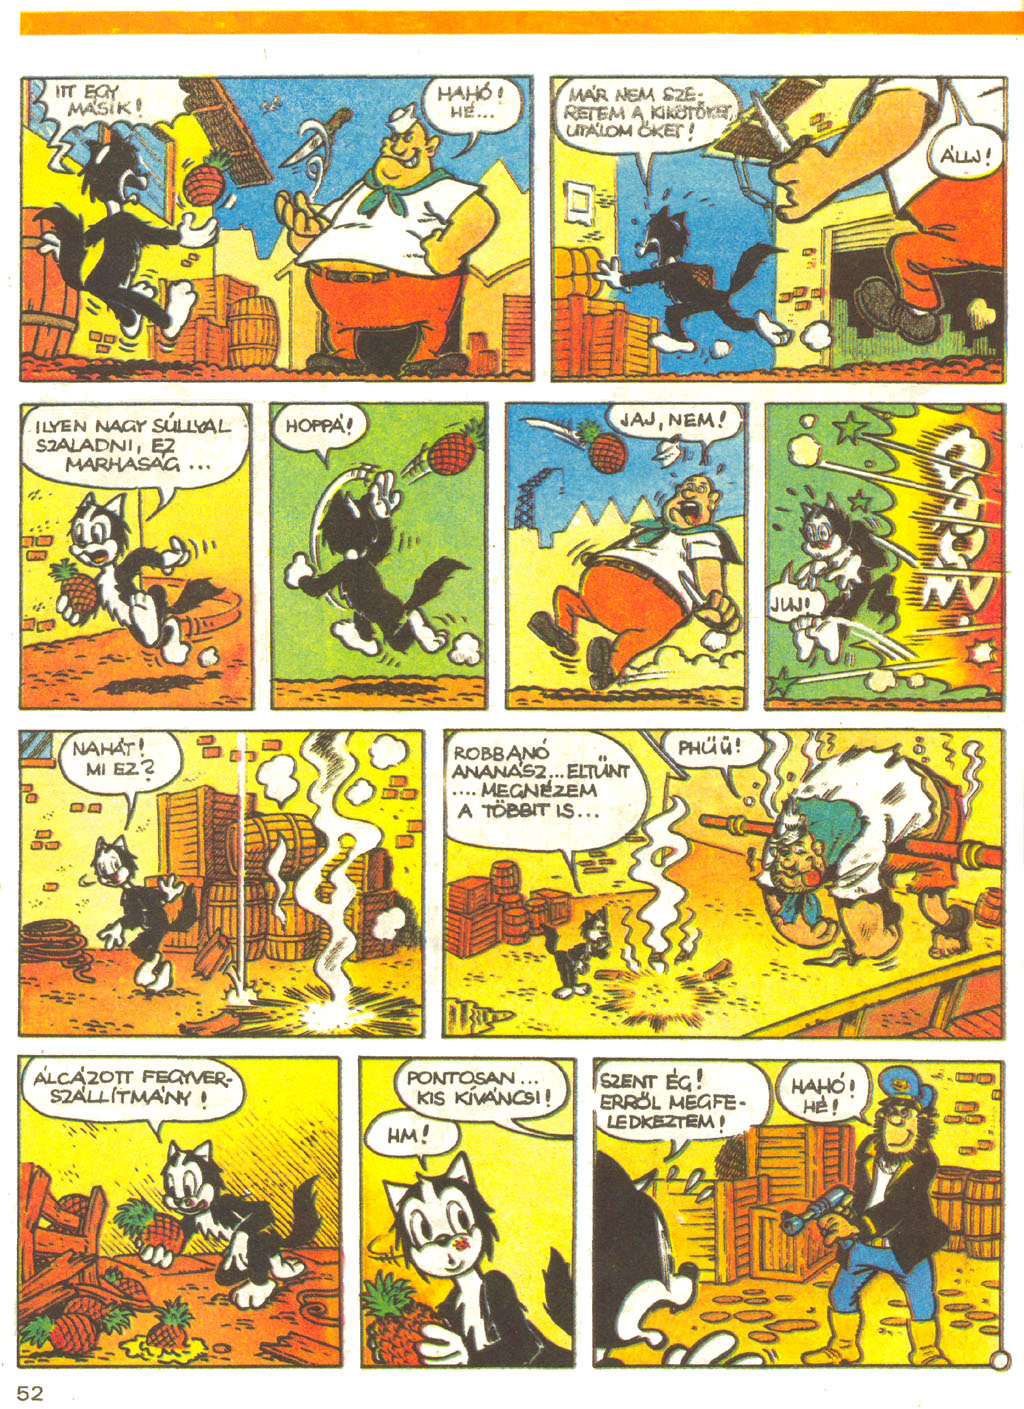 ITT EGY
MÁSIK!
HAHÓ!
HÉ...
MÁR NEM SZE-
RETEM A KIKÖTŐKET,
UTÁLOM ŐKET!
ÁLLJ!
ILYEN NAGY SÚLLYAL
SZALADNI, EZ
MARHASÁG...
HOPPÁ!
JAJ, NEM!
JUJ!
NAHÁT!
MI EZ?
ROBBANÓ
ANANÁSZ...ELTŰNT
....MEGNÉZEM
A TÖBBIT IS...
PHŰŰ!
ÁLCÁZOTT FEGYVER-
SZÁLLÍTMÁNY!
PONTOSAN...
KIS KÍVÁNCSI!
HM!
SZENT ÉG!
ERRŐL MEGFE-
LEDKEZTEM!
HAHÓ!
HÉ!
52